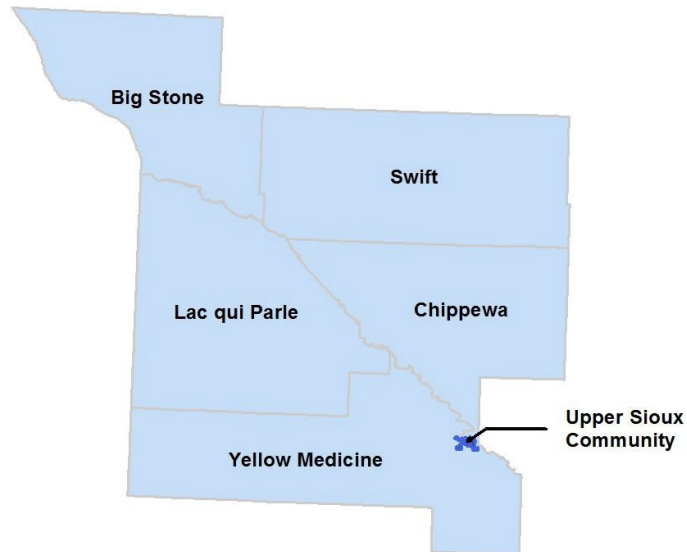 Big Stone
Swift
Lac qui Parle
Chippewa
Upper Sioux
Community
Yellow Medicine